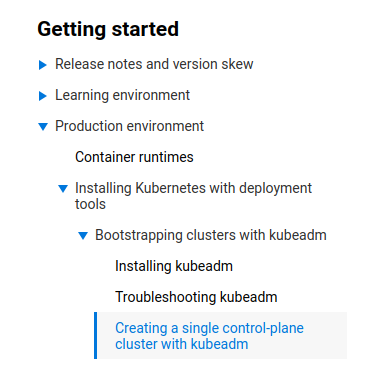 Getting started
Release notes and version skew
Learning environment
Production environment
Container runtimes
Installing Kubernetes with deployment
tools
Bootstrapping clusters with kubeadm
Installing kubeadm
Troubleshooting kubeadm
Creating a single control-plane
cluster with kubeadm